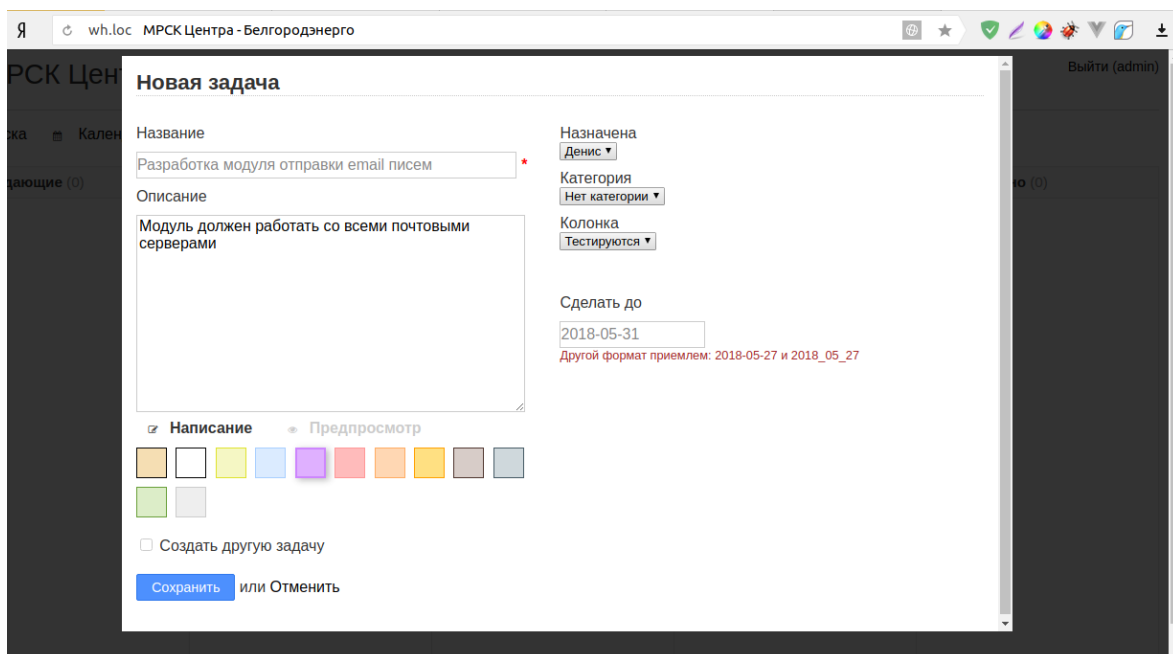 Я wh.loc МРСК Центра - Белгородэнерго
РСК Цен
Выйти (admin)
ска Кален
дающие (0)
но (0)
Новая задача
Название
Разработка модуля отправки email писем *
Описание
Модуль должен работать со всеми почтовыми
серверами
Написание Предпросмотр
Создать другую задачу
Сохранить или Отменить
Назначена
Денис
Категория
Нет категории
Колонка
Тестируются
Сделать до
2018-05-31
Другой формат приемлем: 2018-05-27 и 2018_05_27